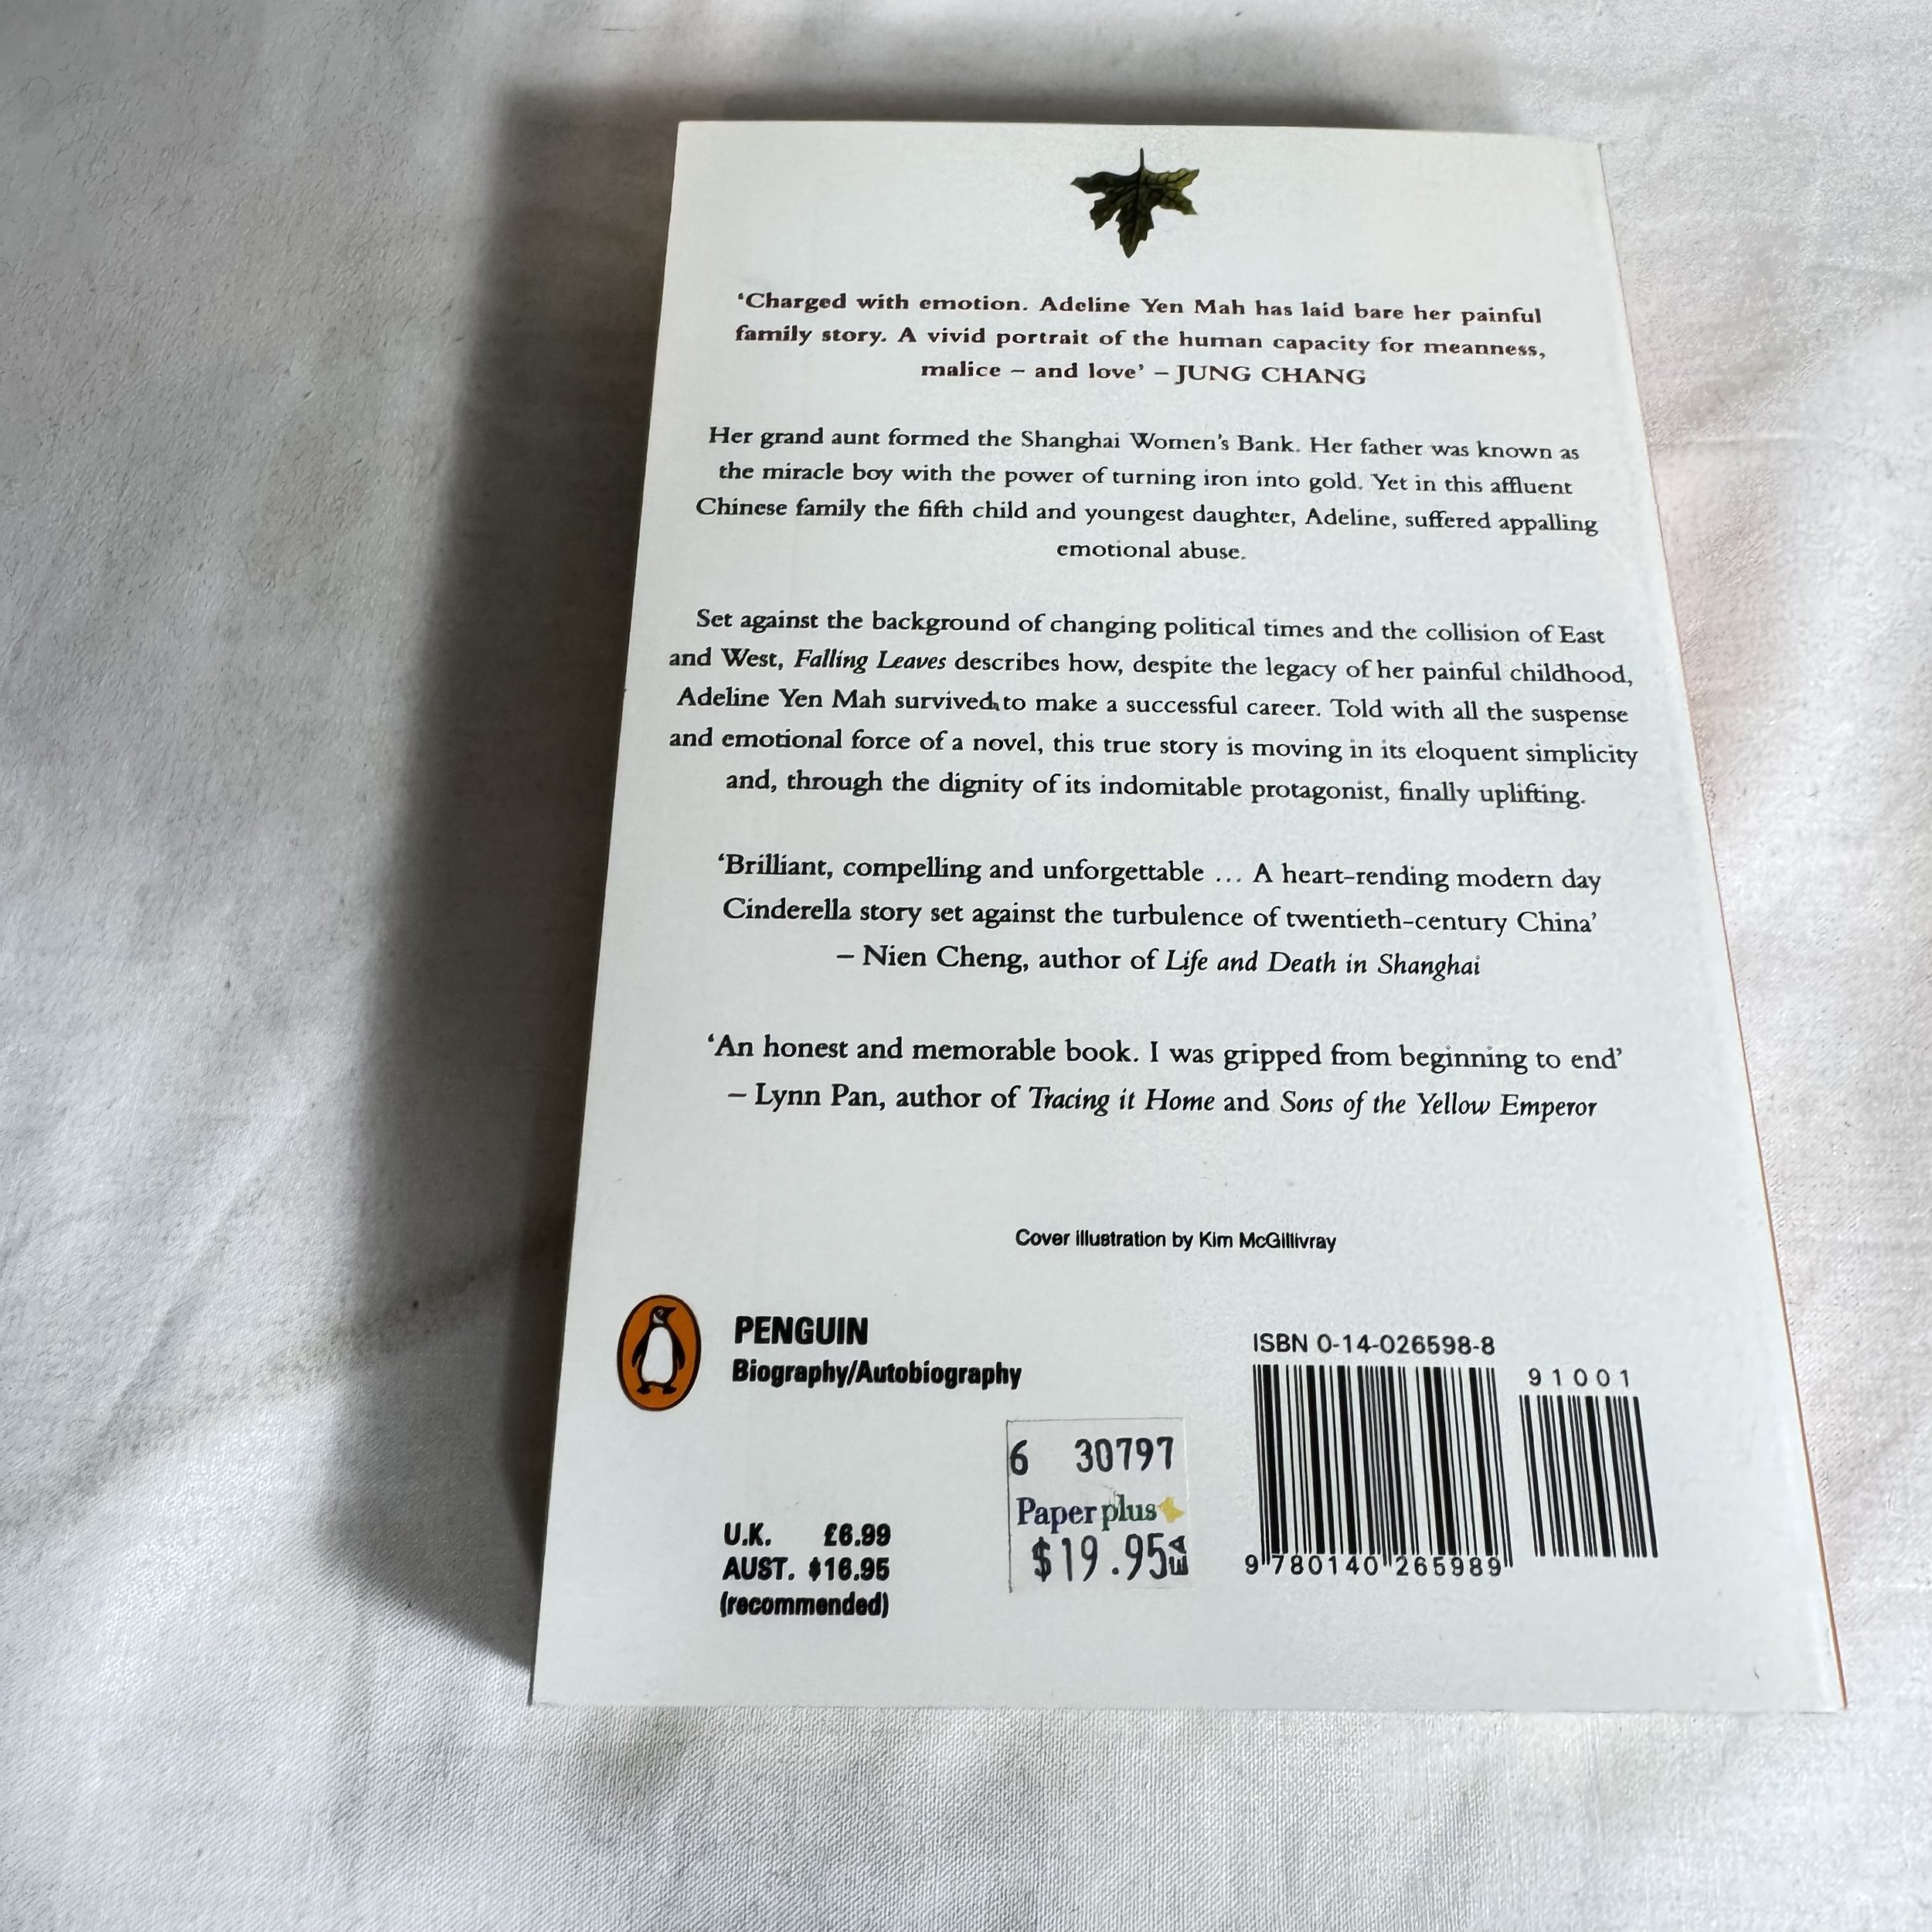 ‘Charged with emotion. Adeline Yen Mah has laid bare her painful
family story. A vivid portrait of the human capacity for meanness,
malice – and love’ – JUNG CHANG
Her grand aunt formed the Shanghai Women’s Bank. Her father was known as
the miracle boy with the power of turning iron into gold. Yet in this affluent
Chinese family the fifth child and youngest daughter, Adeline, suffered appalling
emotional abuse.
Set against the background of changing political times and the collision of East
and West, Falling Leaves describes how, despite the legacy of her painful childhood,
Adeline Yen Mah survived to make a successful career. Told with all the suspense
and emotional force of a novel, this true story is moving in its eloquent simplicity
and, through the dignity of its indomitable protagonist, finally uplifting.
‘Brilliant, compelling and unforgettable … A heart-rending modern day
Cinderella story set against the turbulence of twentieth-century China’
– Nien Cheng, author of Life and Death in Shanghai
‘An honest and memorable book. I was gripped from beginning to end’
– Lynn Pan, author of Tracing it Home and Sons of the Yellow Emperor
Cover illustration by Kim McGillivray
PENGUIN
Biography/Autobiography
U.K. £6.99
AUST. $16.95
(recommended)
6 30797
Paper plus
$19.95
ISBN 0-14-026598-8
91001
9 780140 265989